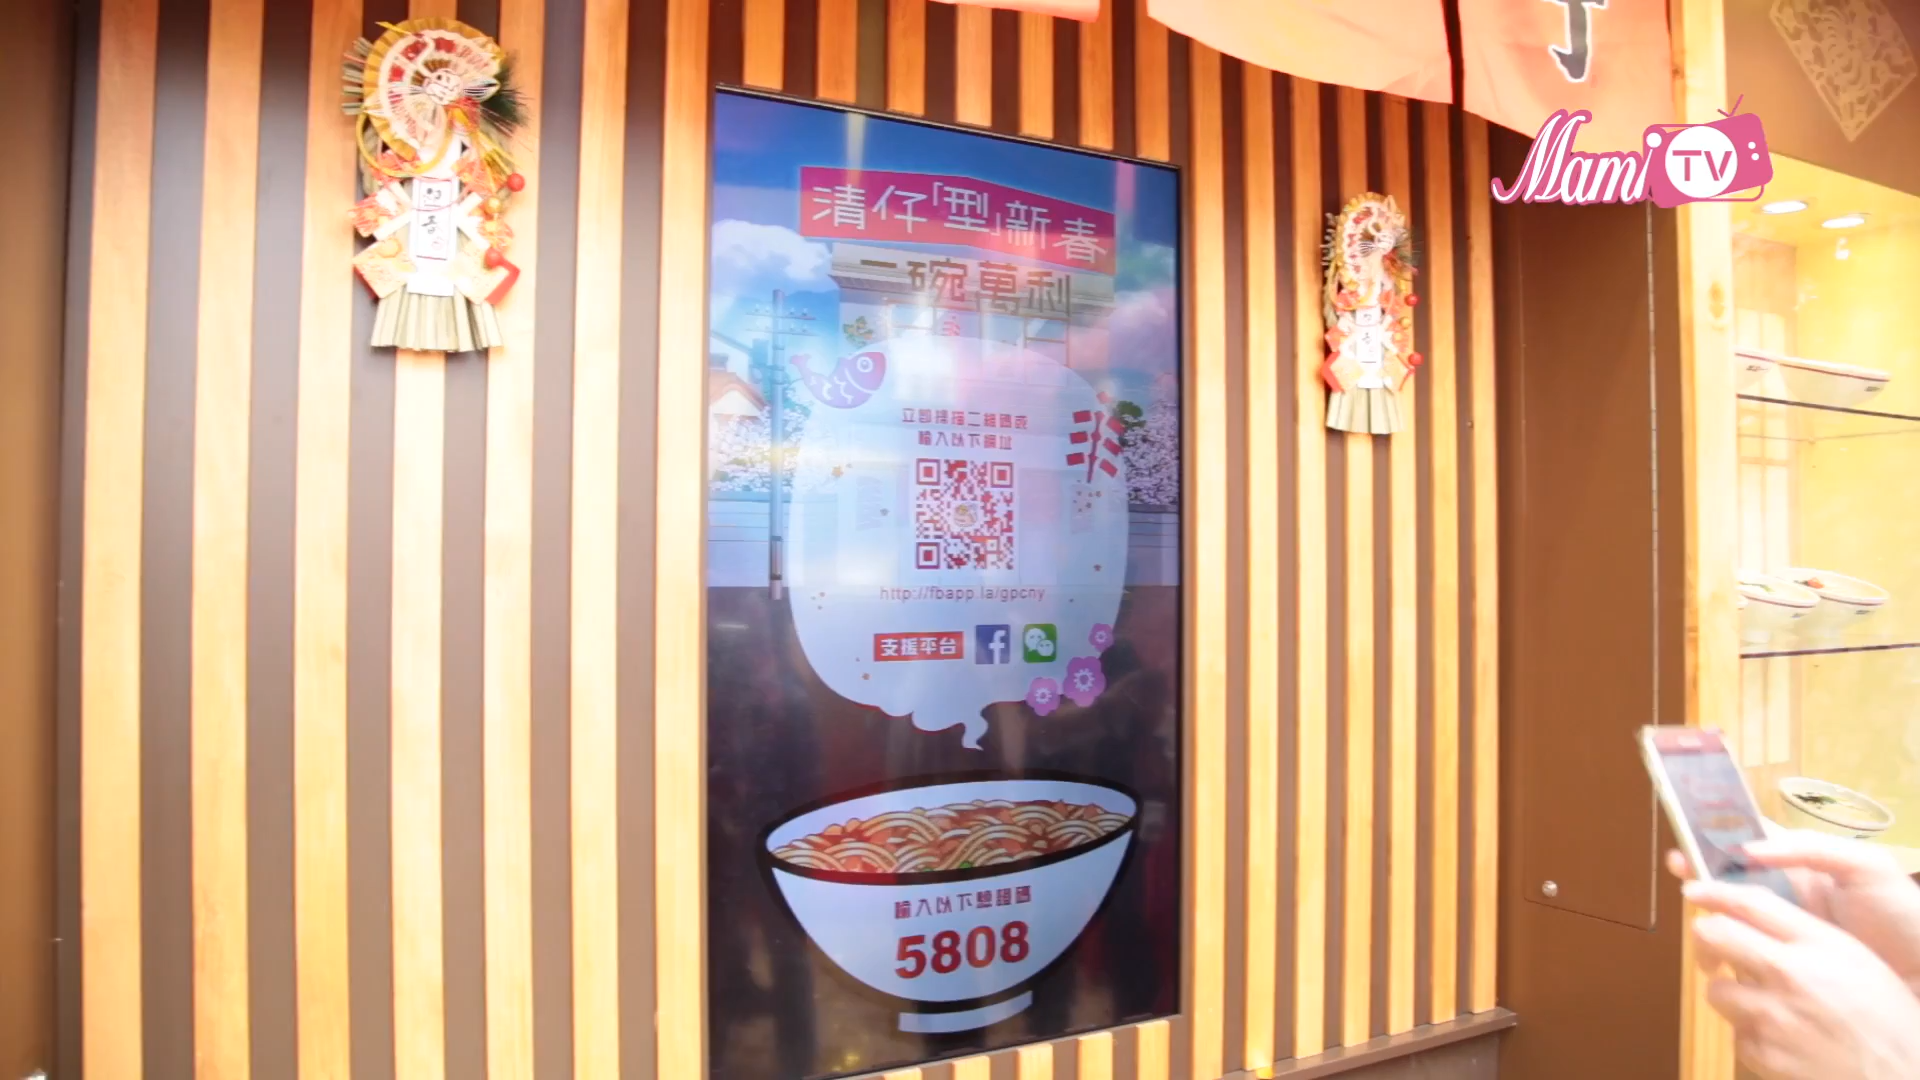 Mami TV
清仔「型」新春
一碗萬利
立即掃描二維碼或
輸入以下網址
http://fbapp.la/gpcny
支援平台
輸入以下驗證碼
5808